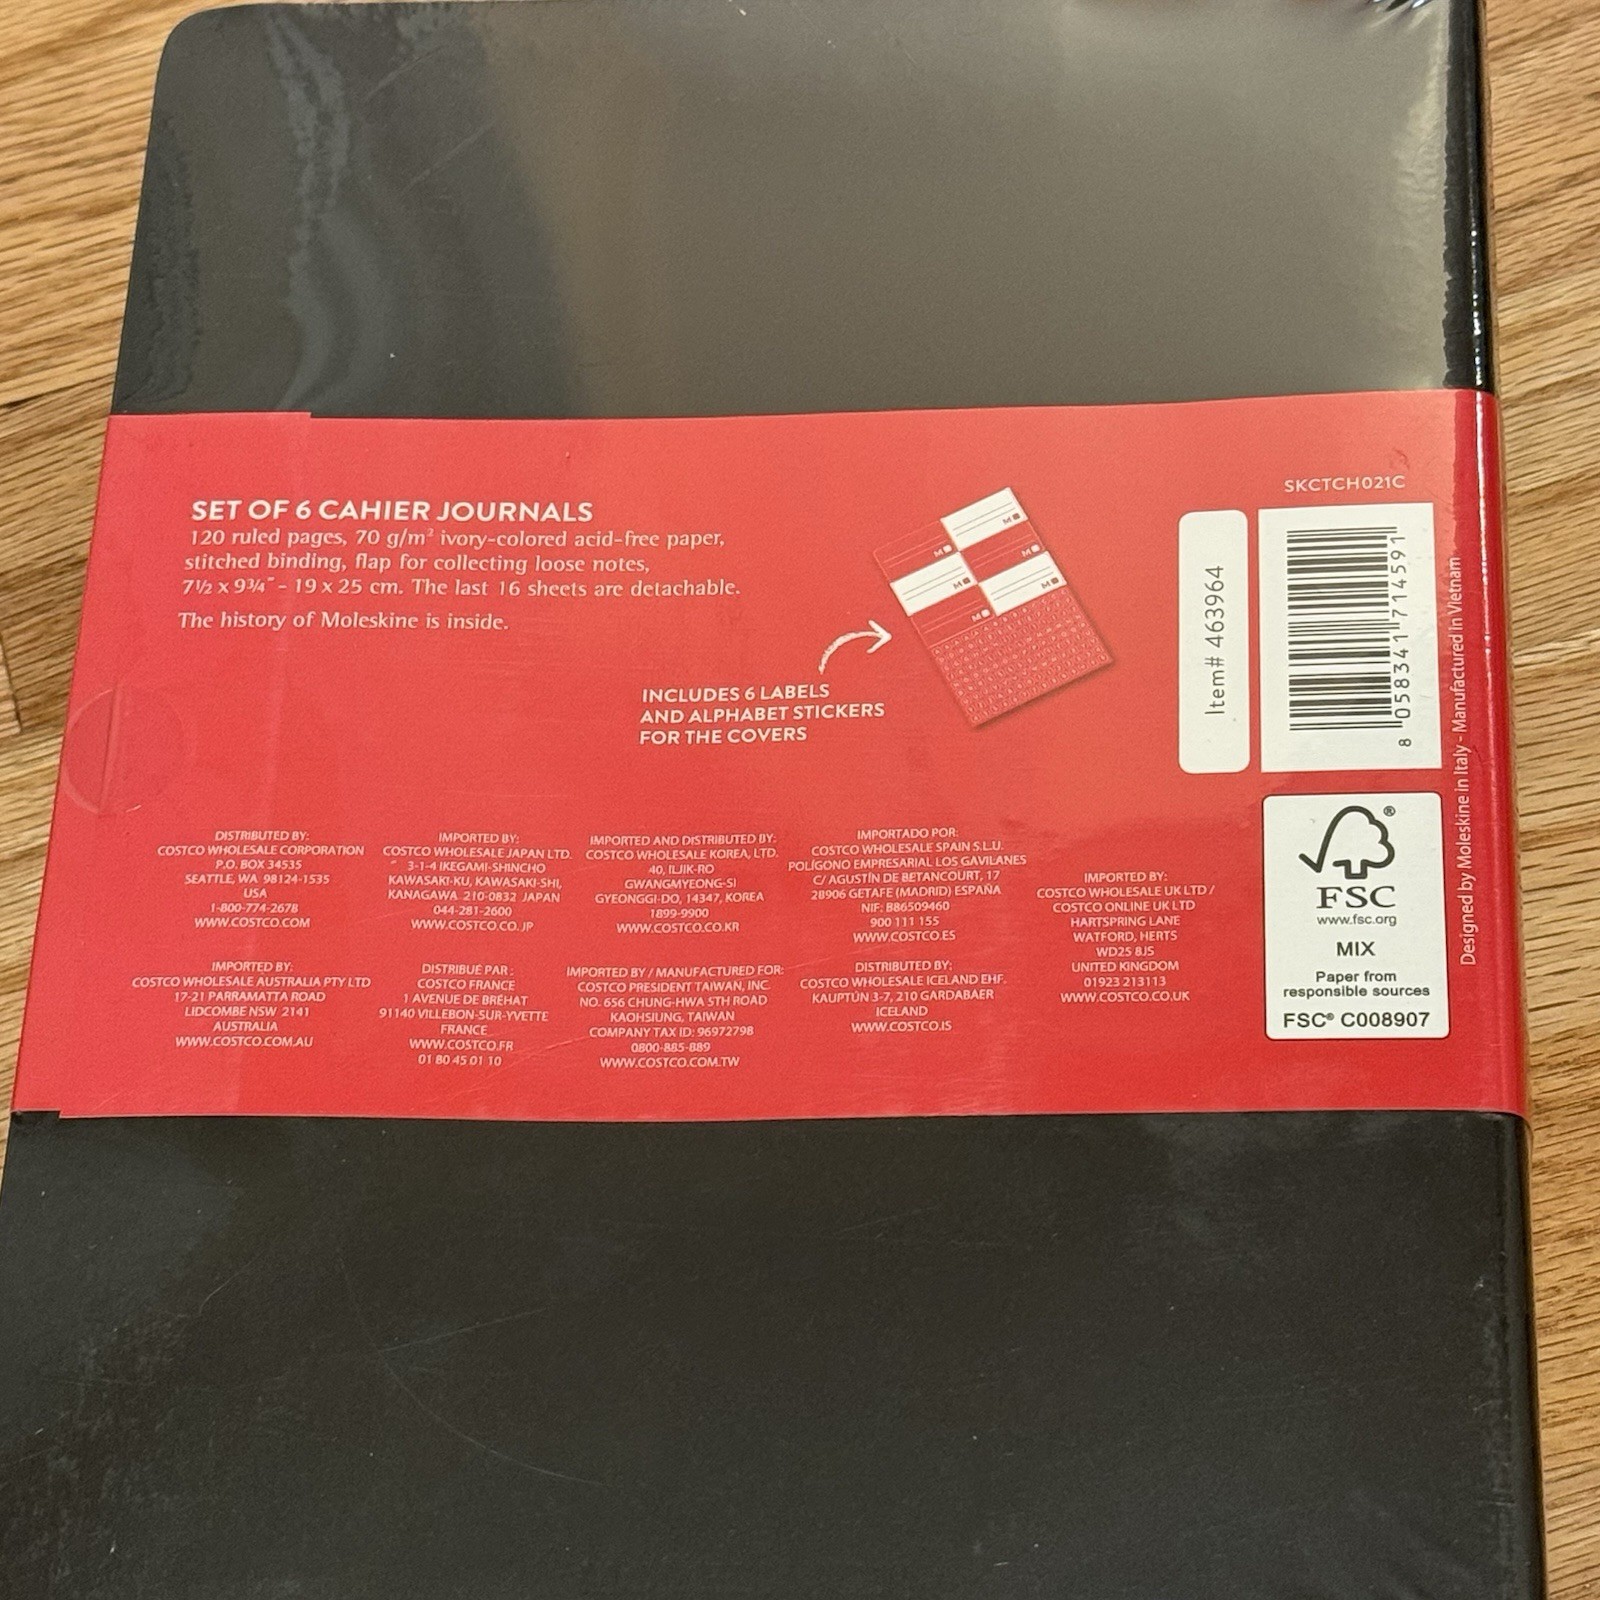 SET OF 6 CAHIER JOURNALS
120 ruled pages, 70 g/m² ivory-colored acid-free paper,
stitched binding, flap for collecting loose notes,
7½ x 9¾" – 19 x 25 cm. The last 16 sheets are detachable.
The history of Moleskine is inside.
INCLUDES 6 LABELS
AND ALPHABET STICKERS
FOR THE COVERS
SKCTCH021C
Item# 463964
8 058341 714591
Designed by Moleskine in Italy - Manufactured in Vietnam
DISTRIBUTED BY:
COSTCO WHOLESALE CORPORATION
P.O. BOX 34535
SEATTLE, WA 98124-1535
USA
1-800-774-2678
WWW.COSTCO.COM
IMPORTED BY:
COSTCO WHOLESALE JAPAN LTD.
3-1-4 IKEGAMI-SHINCHO
KAWASAKI-KU, KAWASAKI-SHI,
KANAGAWA 210-0832 JAPAN
044-281-2600
WWW.COSTCO.CO.JP
IMPORTED AND DISTRIBUTED BY:
COSTCO WHOLESALE KOREA, LTD.
40, ILJIK-RO
GWANGMYEONG-SI
GYEONGGI-DO, 14347, KOREA
1899-9900
WWW.COSTCO.CO.KR
IMPORTADO POR:
COSTCO WHOLESALE SPAIN S.L.U.
POLÍGONO EMPRESARIAL LOS GAVILANES
C/ AGUSTÍN DE BETANCOURT, 17
28906 GETAFE (MADRID) ESPAÑA
NIF: B86509460
900 111 155
WWW.COSTCO.ES
IMPORTED BY:
COSTCO WHOLESALE UK LTD /
COSTCO ONLINE UK LTD
HARTSPRING LANE
WATFORD, HERTS
WD25 8JS
UNITED KINGDOM
01923 213113
WWW.COSTCO.CO.UK
IMPORTED BY:
COSTCO WHOLESALE AUSTRALIA PTY LTD
17-21 PARRAMATTA ROAD
LIDCOMBE NSW 2141
AUSTRALIA
WWW.COSTCO.COM.AU
DISTRIBUÉ PAR :
COSTCO FRANCE
1 AVENUE DE BRÉHAT
91140 VILLEBON-SUR-YVETTE
FRANCE
WWW.COSTCO.FR
01 80 45 01 10
IMPORTED BY / MANUFACTURED FOR:
COSTCO PRESIDENT TAIWAN, INC.
NO. 656 CHUNG-HWA 5TH ROAD
KAOHSIUNG, TAIWAN
COMPANY TAX ID: 96972798
0800-885-889
WWW.COSTCO.COM.TW
DISTRIBUTED BY:
COSTCO WHOLESALE ICELAND EHF.
KAUPTÚN 3-7, 210 GARDABAER
ICELAND
WWW.COSTCO.IS
®
FSC
www.fsc.org
MIX
Paper from
responsible sources
FSC® C008907